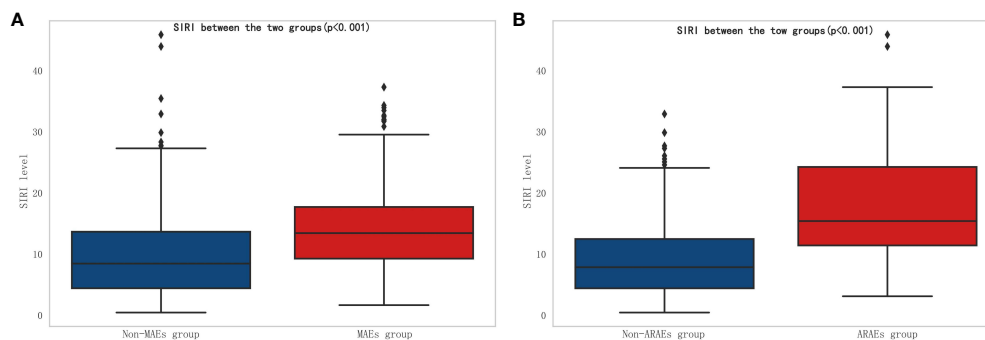 A
SIRI between the two groups(p<0.001)
SIRI level
40
30
20
10
0
Non-MAEs group
MAEs group
B
SIRI between the tow groups(p<0.001)
SIRI level
40
30
20
10
0
Non-ARAEs group
ARAEs group